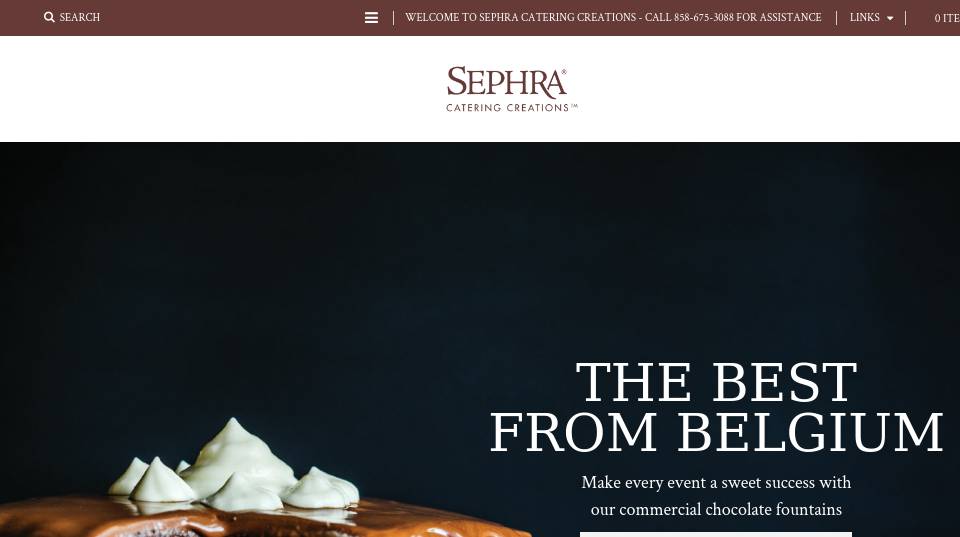 SEARCH
WELCOME TO SEPHRA CATERING CREATIONS - CALL 858-675-3088 FOR ASSISTANCE
LINKS
0 ITE
SEPHRA®
CATERING CREATIONS™
THE BEST
FROM BELGIUM
Make every event a sweet success with
our commercial chocolate fountains